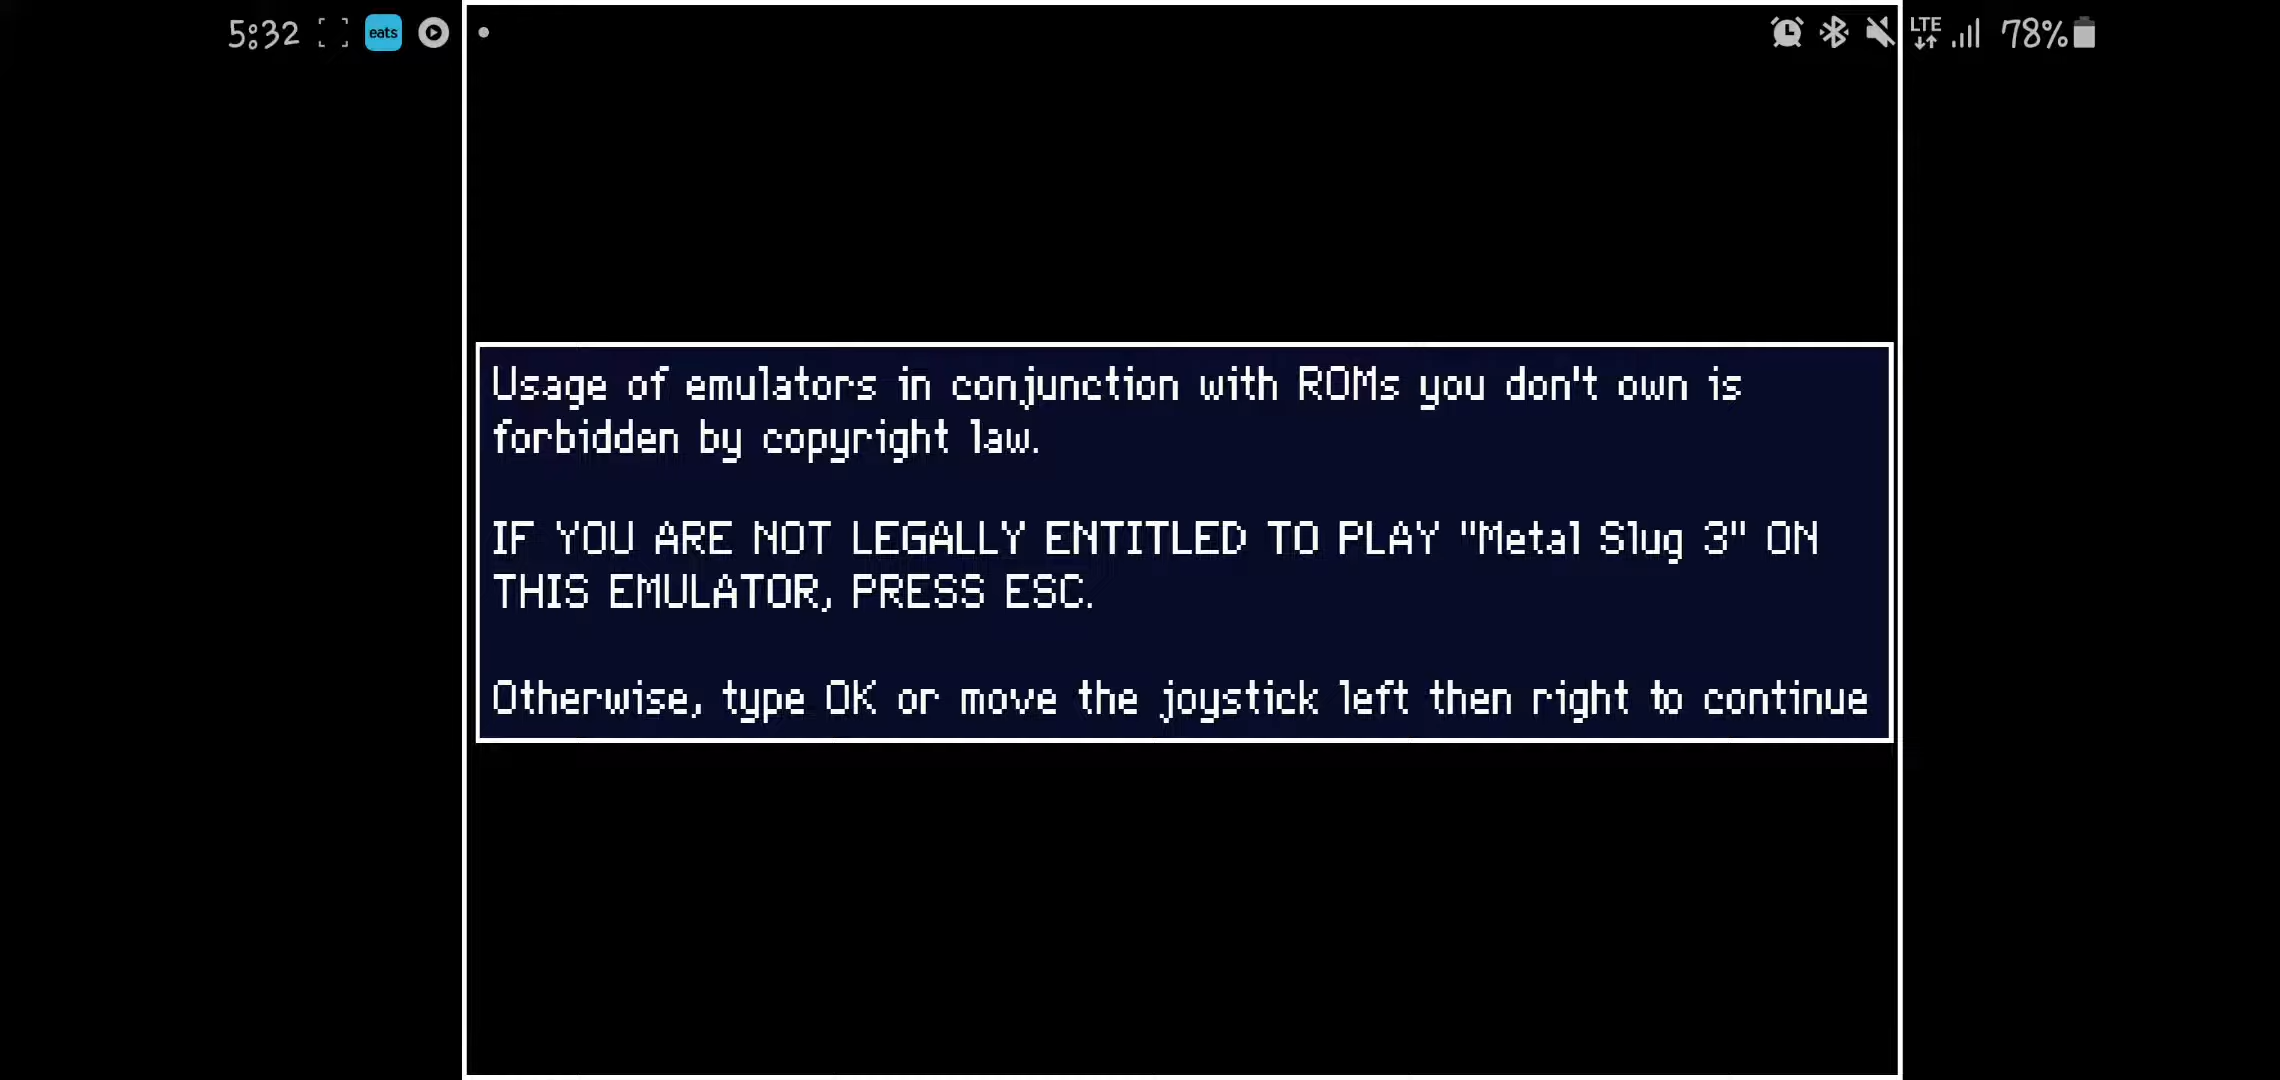 5:32 eats LTE 78%
Usage of emulators in conjunction with ROMs you don't own is
forbidden by copyright law.
IF YOU ARE NOT LEGALLY ENTITLED TO PLAY "Metal Slug 3" ON
THIS EMULATOR, PRESS ESC.
Otherwise, type OK or move the joystick left then right to continue